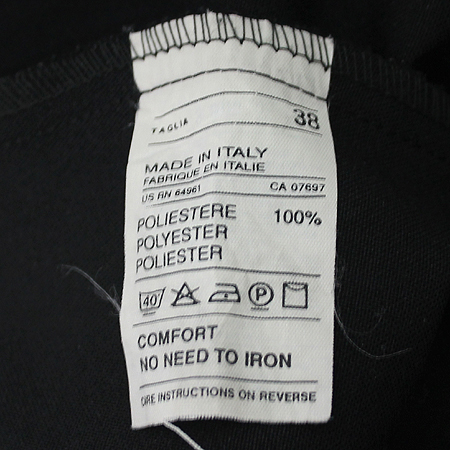 TAGLIA 38
MADE IN ITALY
FABRIQUE EN ITALIE
US RN 64961 CA 07697
POLIESTERE 100%
POLYESTER
POLIESTER
40 P
COMFORT
NO NEED TO IRON
CARE INSTRUCTIONS ON REVERSE